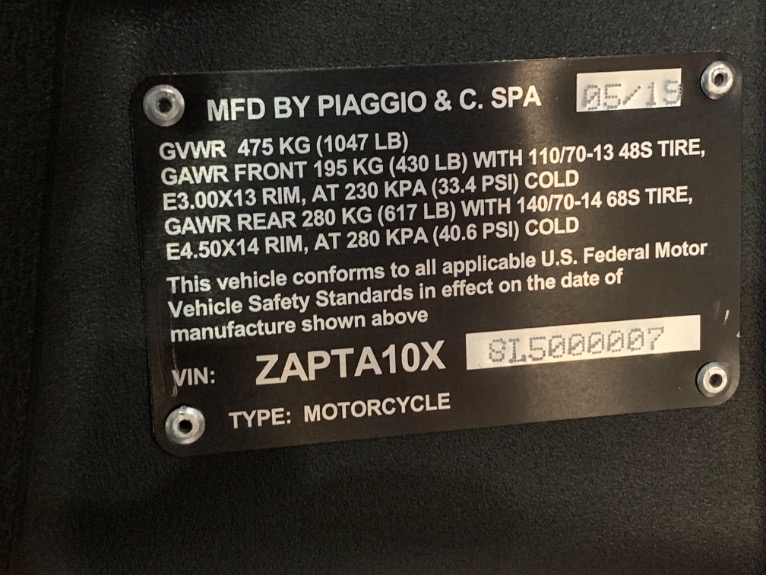 MFD BY PIAGGIO & C. SPA 05/19
GVWR 475 KG (1047 LB)
GAWR FRONT 195 KG (430 LB) WITH 110/70-13 48S TIRE,
E3.00X13 RIM, AT 230 KPA (33.4 PSI) COLD
GAWR REAR 280 KG (617 LB) WITH 140/70-14 68S TIRE,
E4.50X14 RIM, AT 280 KPA (40.6 PSI) COLD
This vehicle conforms to all applicable U.S. Federal Motor
Vehicle Safety Standards in effect on the date of
manufacture shown above
VIN: ZAPTA10X 8L5000007
TYPE: MOTORCYCLE